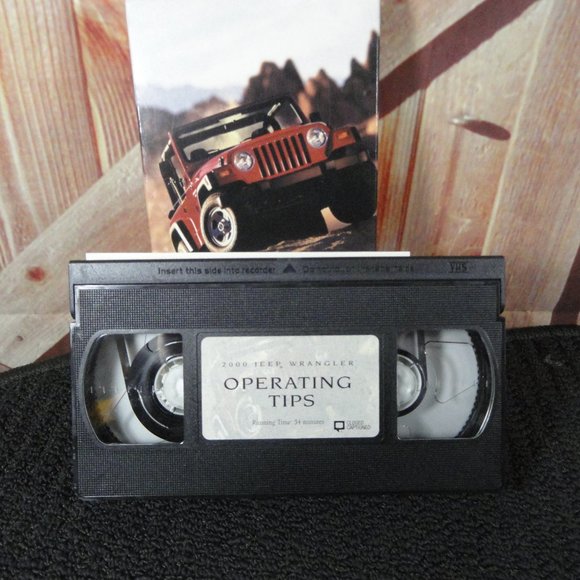 Insert this side into recorder
VHS
2000 JEEP WRANGLER
OPERATING
TIPS
Running Time: 34 minutes
CLOSED
CAPTIONED